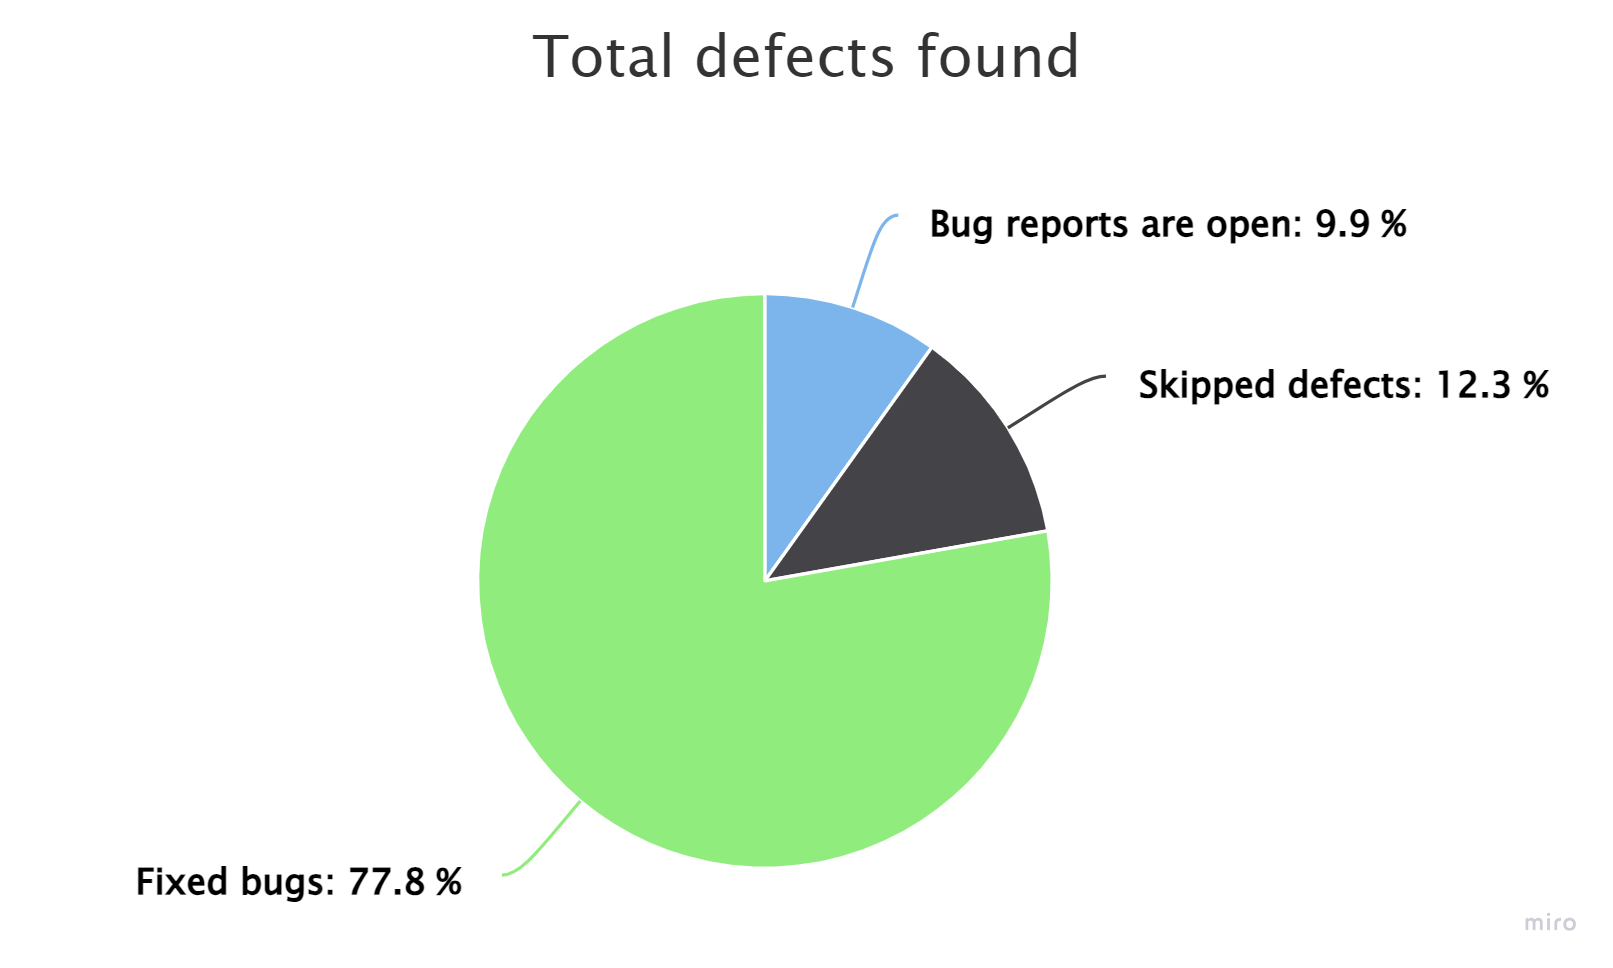 Total defects found
Bug reports are open: 9.9 %
Skipped defects: 12.3 %
Fixed bugs: 77.8 %
miro